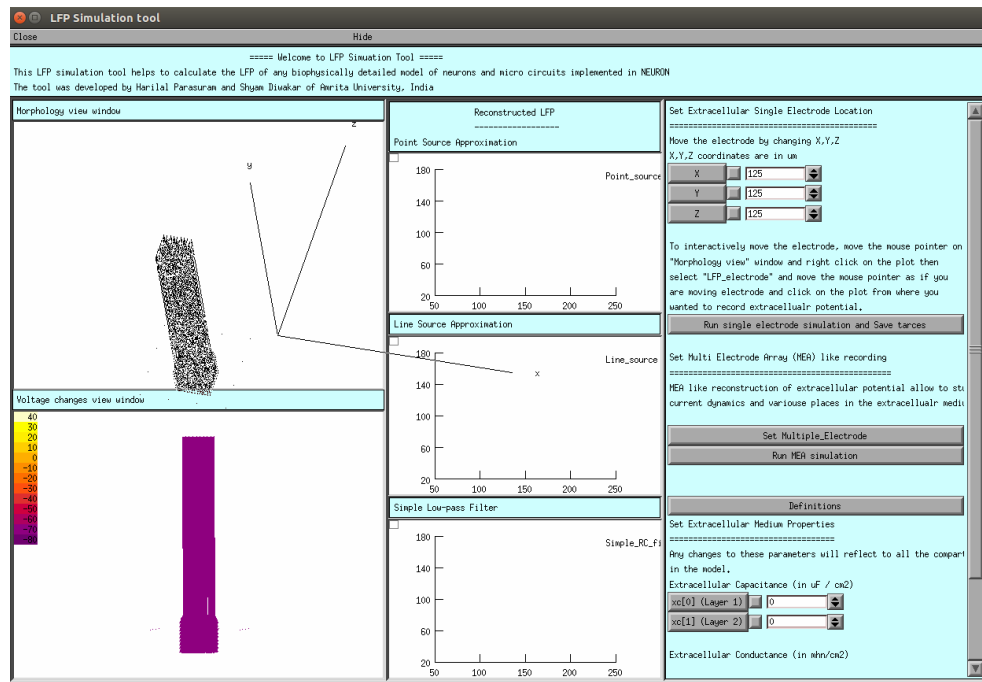 LFP Simulation tool
Close Hide
===== Welcome to LFP Simuation Tool =====
This LFP simulation tool helps to calculate the LFP of any biophysically detailed model of neurons and micro circuits implemented in NEURON
The tool was developed by Harilal Parasuram and Shyam Diwakar of Amrita University, India
Morphology view window
z
y
x
Voltage changes view window
40
30
20
10
0
-10
-20
-30
-40
-50
-60
-70
-80
Reconstructed LFP
------------------
Point Source Approximation
180
140
100
60
20
50 100 150 200 250
Point_source
Line Source Approximation
180
140
100
60
20
50 100 150 200 250
Line_source
Simple Low-pass Filter
180
140
100
60
20
50 100 150 200 250
Simple_RC_fi
Set Extracellular Single Electrode Location
===========================================
Move the electrode by changing X,Y,Z
X,Y,Z coordinates are in um
X 125
Y 125
Z 125
To interactively move the electrode, move the mouse pointer on
"Morphology view" window and right click on the plot then
select "LFP_electrode" and move the mouse pointer as if you
are moving electrode and click on the plot from where you
wanted to record extracellualr potential.
Run single electrode simulation and Save tarces
Set Multi Electrode Array (MEA) like recording
==============================================
MEA like reconstruction of extracellular potential allow to stu
current dynamics and variouse places in the extracellualr mediu
Set Multiple_Electrode
Run MEA simulation
Definitions
Set Extracellular Medium Properties
==================================
Any changes to these parameters will reflect to all the compart
in the model.
Extracellular Capacitance (in uF / cm2)
xc[0] (Layer 1) 0
xc[1] (Layer 2) 0
Extracellular Conductance (in mhn/cm2)